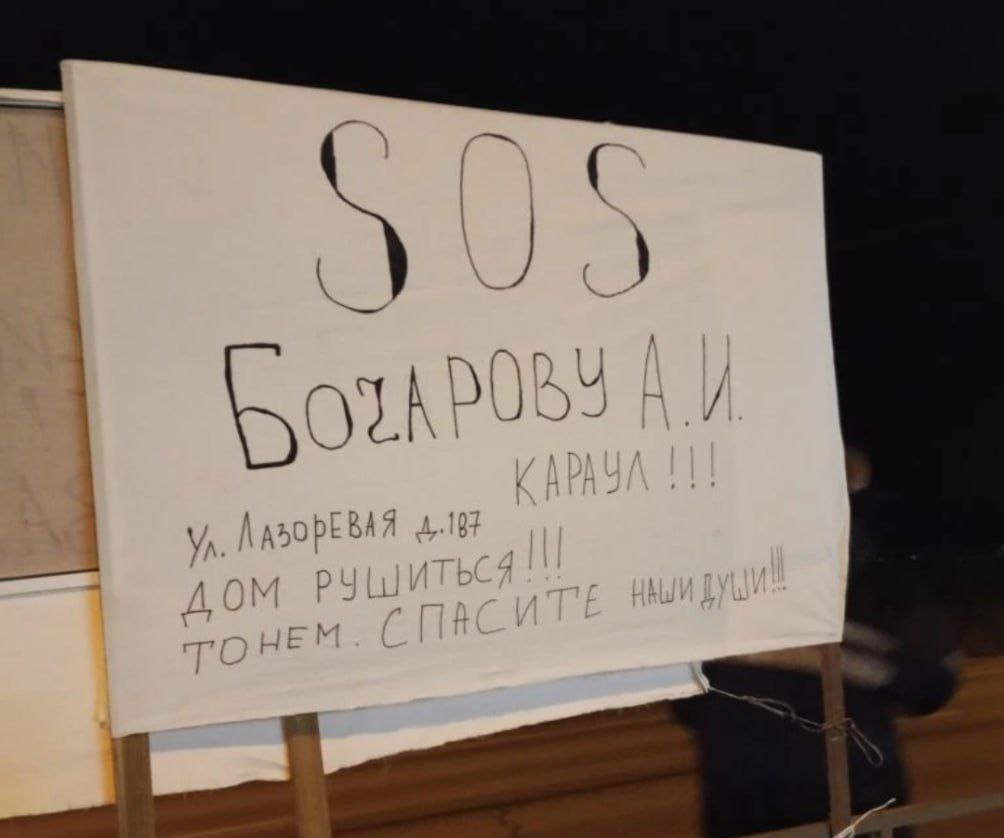 SOS
БОЧАРОВУ А.И.
КАРАУЛ!!!
Ул. ЛАЗОРЕВАЯ Д.187
ДОМ РУШИТЬСЯ!!!
ТОНЕМ. СПАСИТЕ НАШИ ДУШИ!!!